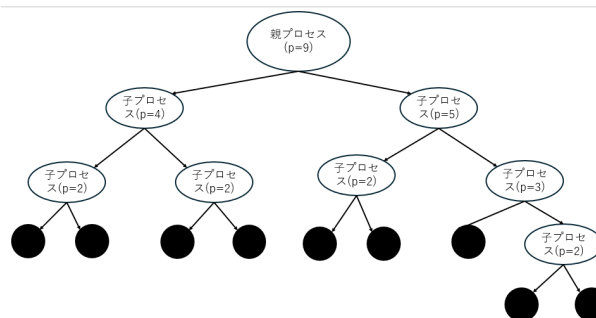 親プロセス
(p=9)
子プロセ
ス(p=4)
子プロセ
ス(p=5)
子プロセ
ス(p=2)
子プロセ
ス(p=2)
子プロセ
ス(p=2)
子プロセ
ス(p=3)
子プロセ
ス(p=2)